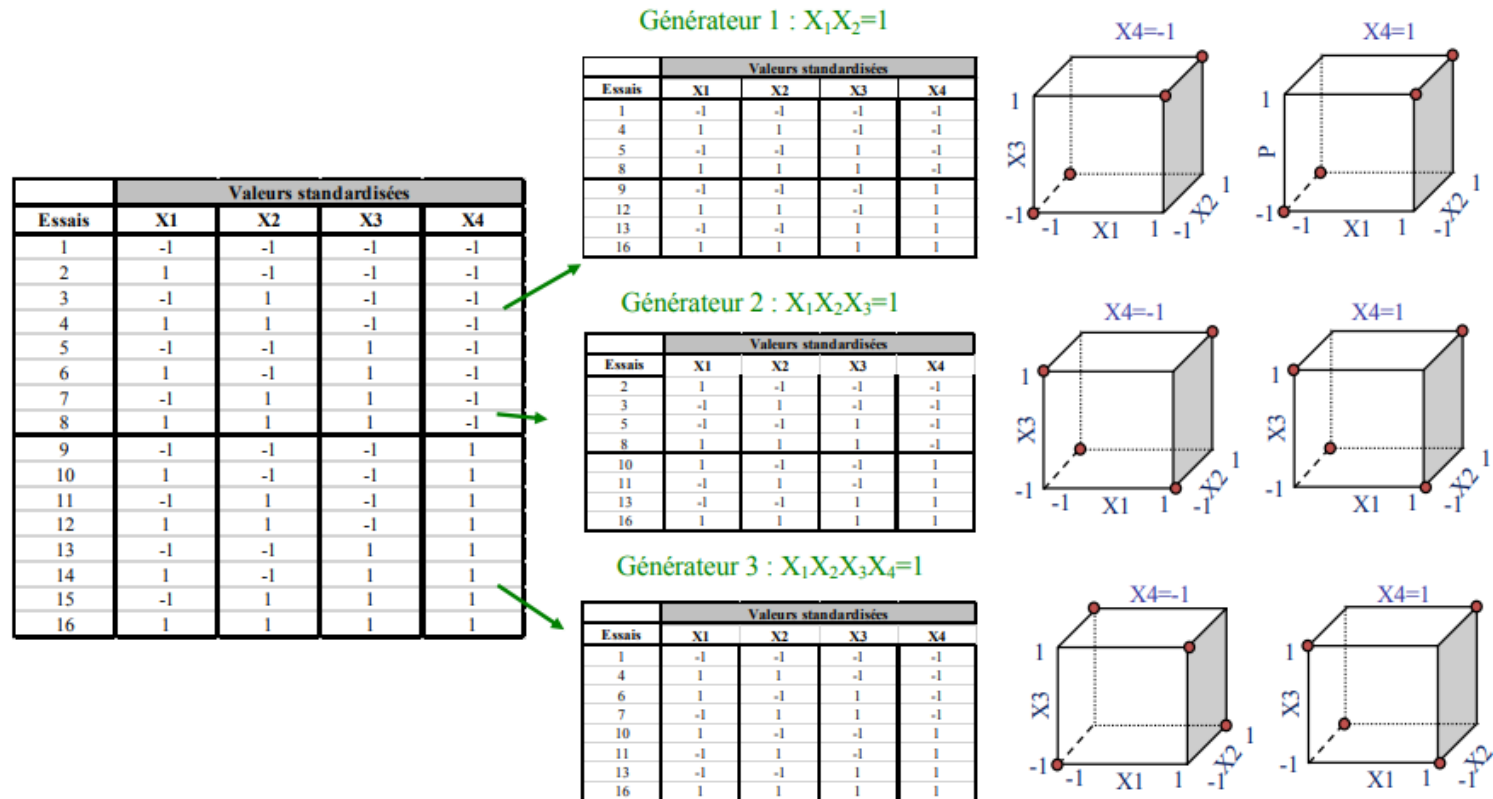 Générateur 1 : X₁X₂=1
Valeurs standardisées
Essais X1 X2 X3 X4
1 -1 -1 -1 -1
4 1 1 -1 -1
5 -1 -1 1 -1
8 1 1 1 -1
9 -1 -1 -1 1
12 1 1 -1 1
13 -1 -1 1 1
16 1 1 1 1
X4=-1
1
X3
-1
-1 X1 1 -1
X2
1
X4=1
1
P
-1
-1 X1 1 -1
X2
1
Valeurs standardisées
Essais X1 X2 X3 X4
1 -1 -1 -1 -1
2 1 -1 -1 -1
3 -1 1 -1 -1
4 1 1 -1 -1
5 -1 -1 1 -1
6 1 -1 1 -1
7 -1 1 1 -1
8 1 1 1 -1
9 -1 -1 -1 1
10 1 -1 -1 1
11 -1 1 -1 1
12 1 1 -1 1
13 -1 -1 1 1
14 1 -1 1 1
15 -1 1 1 1
16 1 1 1 1
Générateur 2 : X₁X₂X₃=1
Valeurs standardisées
Essais X1 X2 X3 X4
2 1 -1 -1 -1
3 -1 1 -1 -1
5 -1 -1 1 -1
8 1 1 1 -1
10 1 -1 -1 1
11 -1 1 -1 1
13 -1 -1 1 1
16 1 1 1 1
X4=-1
1
X3
-1
-1 X1 1 -1
X2
1
X4=1
1
X3
-1
-1 X1 1 -1
X2
1
Générateur 3 : X₁X₂X₃X₄=1
Valeurs standardisées
Essais X1 X2 X3 X4
1 -1 -1 -1 -1
4 1 1 -1 -1
6 1 -1 1 -1
7 -1 1 1 -1
10 1 -1 -1 1
11 -1 1 -1 1
13 -1 -1 1 1
16 1 1 1 1
X4=-1
1
X3
-1
-1 X1 1 -1
X2
1
X4=1
1
X3
-1
-1 X1 1 -1
X2
1